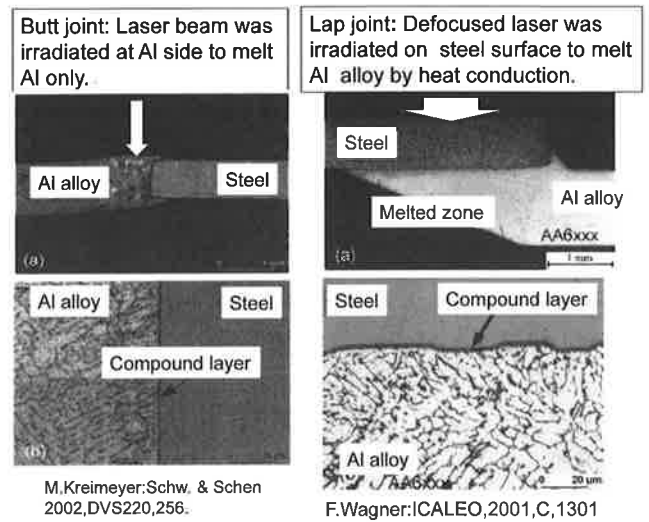 Butt joint: Laser beam was
irradiated at Al side to melt
Al only.
Al alloy
Steel
(a)
Al alloy
Steel
Compound layer
(b)
M.Kreimeyer:Schw. & Schen
2002,DVS220,256.
Lap joint: Defocused laser was
irradiated on steel surface to melt
Al alloy by heat conduction.
Steel
Al alloy
Melted zone
AA6xxx
(a)
1 mm
Steel
Compound layer
Al alloy
AA6xxx
0 20 μm
F.Wagner:ICALEO,2001,C,1301